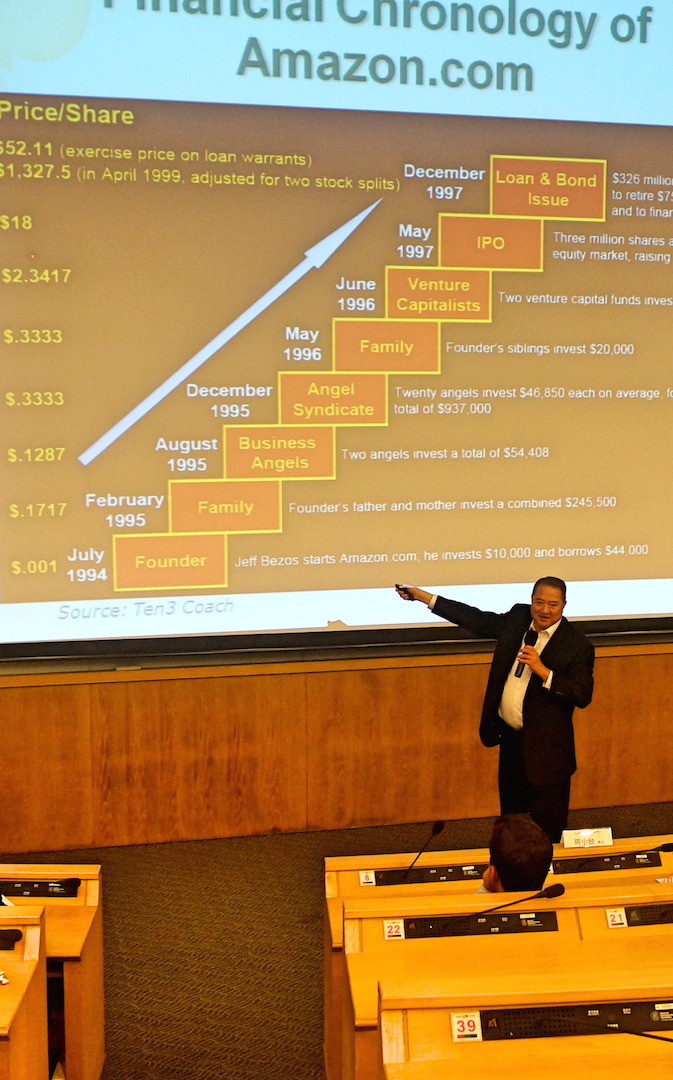 Financial Chronology of
Amazon.com
Price/Share
$52.11 (exercise price on loan warrants)
$1,327.5 (in April 1999, adjusted for two stock splits)
December
1997
Loan & Bond
Issue
$326 million
to retire $75
and to finan
$18
May
1997
IPO
Three million shares
equity market, raising
$2.3417
June
1996
Venture
Capitalists
Two venture capital funds inves
$.3333
May
1996
Family
Founder's siblings invest $20,000
$.3333
December
1995
Angel
Syndicate
Twenty angels invest $46,850 each on average, fo
total of $937,000
$.1287
August
1995
Business
Angels
Two angels invest a total of $54,408
$.1717
February
1995
Family
Founder's father and mother invest a combined $245,500
$.001
July
1994
Founder
Jeff Bezos starts Amazon.com, he invests $10,000 and borrows $44,000
Source: Ten3 Coach
8
22
21
39